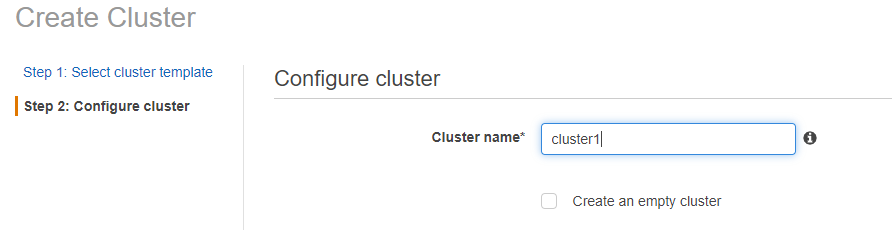 Create Cluster
Step 1: Select cluster template
Step 2: Configure cluster
Configure cluster
Cluster name*
cluster1
Create an empty cluster